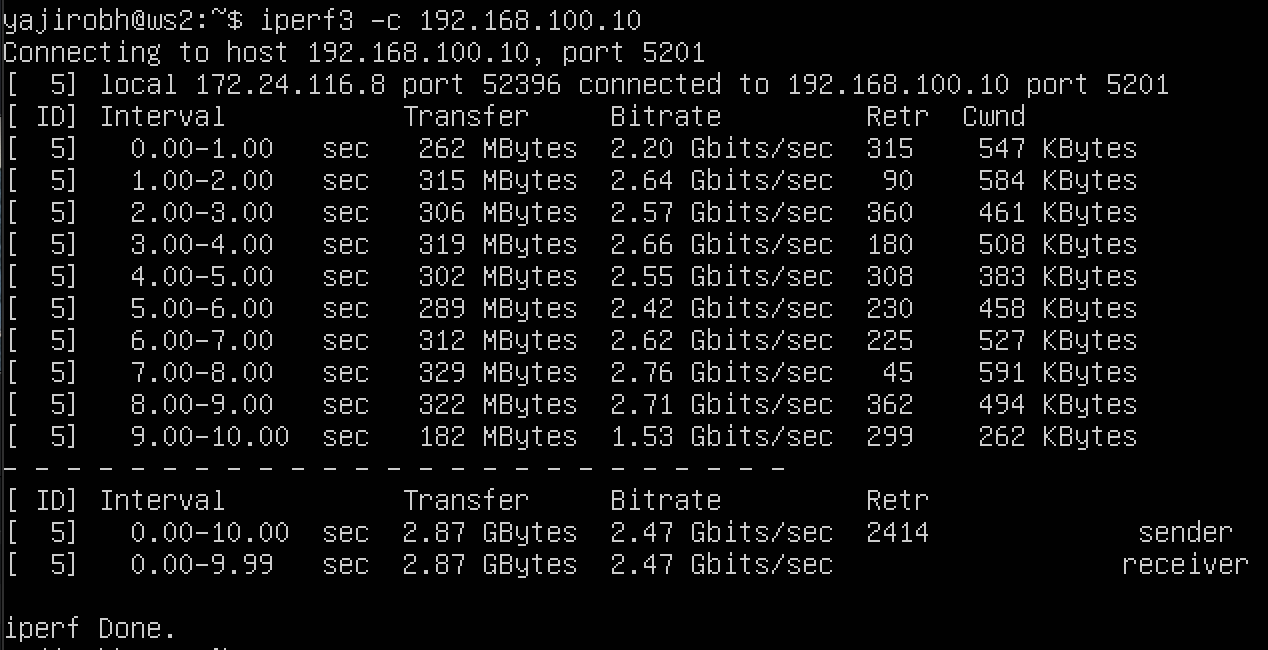 yajirobh@ws2:~$ iperf3 -c 192.168.100.10
Connecting to host 192.168.100.10, port 5201
[  5] local 172.24.116.8 port 52396 connected to 192.168.100.10 port 5201
[ ID] Interval           Transfer     Bitrate         Retr  Cwnd
[  5]   0.00-1.00   sec   262 MBytes  2.20 Gbits/sec  315    547 KBytes
[  5]   1.00-2.00   sec   315 MBytes  2.64 Gbits/sec   90    584 KBytes
[  5]   2.00-3.00   sec   306 MBytes  2.57 Gbits/sec  360    461 KBytes
[  5]   3.00-4.00   sec   319 MBytes  2.66 Gbits/sec  180    508 KBytes
[  5]   4.00-5.00   sec   302 MBytes  2.55 Gbits/sec  308    383 KBytes
[  5]   5.00-6.00   sec   289 MBytes  2.42 Gbits/sec  230    458 KBytes
[  5]   6.00-7.00   sec   312 MBytes  2.62 Gbits/sec  225    527 KBytes
[  5]   7.00-8.00   sec   329 MBytes  2.76 Gbits/sec   45    591 KBytes
[  5]   8.00-9.00   sec   322 MBytes  2.71 Gbits/sec  362    494 KBytes
[  5]   9.00-10.00  sec   182 MBytes  1.53 Gbits/sec  299    262 KBytes
- - - - - - - - - - - - - - - - - - - - - - - - -
[ ID] Interval           Transfer     Bitrate         Retr
[  5]   0.00-10.00  sec  2.87 GBytes  2.47 Gbits/sec  2414             sender
[  5]   0.00-9.99   sec  2.87 GBytes  2.47 Gbits/sec                  receiver
iperf Done.